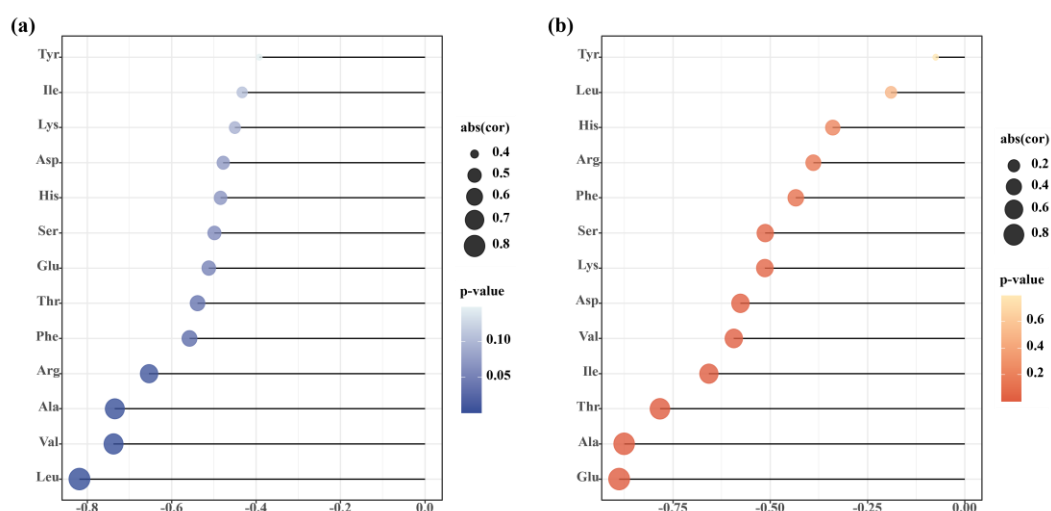 (a)
Tyr
Ile
Lys
Asp
His
Ser
Glu
Thr
Phe
Arg
Ala
Val
Leu
-0.8
-0.6
-0.4
-0.2
0.0
abs(cor)
0.4
0.5
0.6
0.7
0.8
p-value
0.10
0.05
(b)
Tyr
Leu
His
Arg
Phe
Ser
Lys
Asp
Val
Ile
Thr
Ala
Glu
-0.75
-0.50
-0.25
0.00
abs(cor)
0.2
0.4
0.6
0.8
p-value
0.6
0.4
0.2